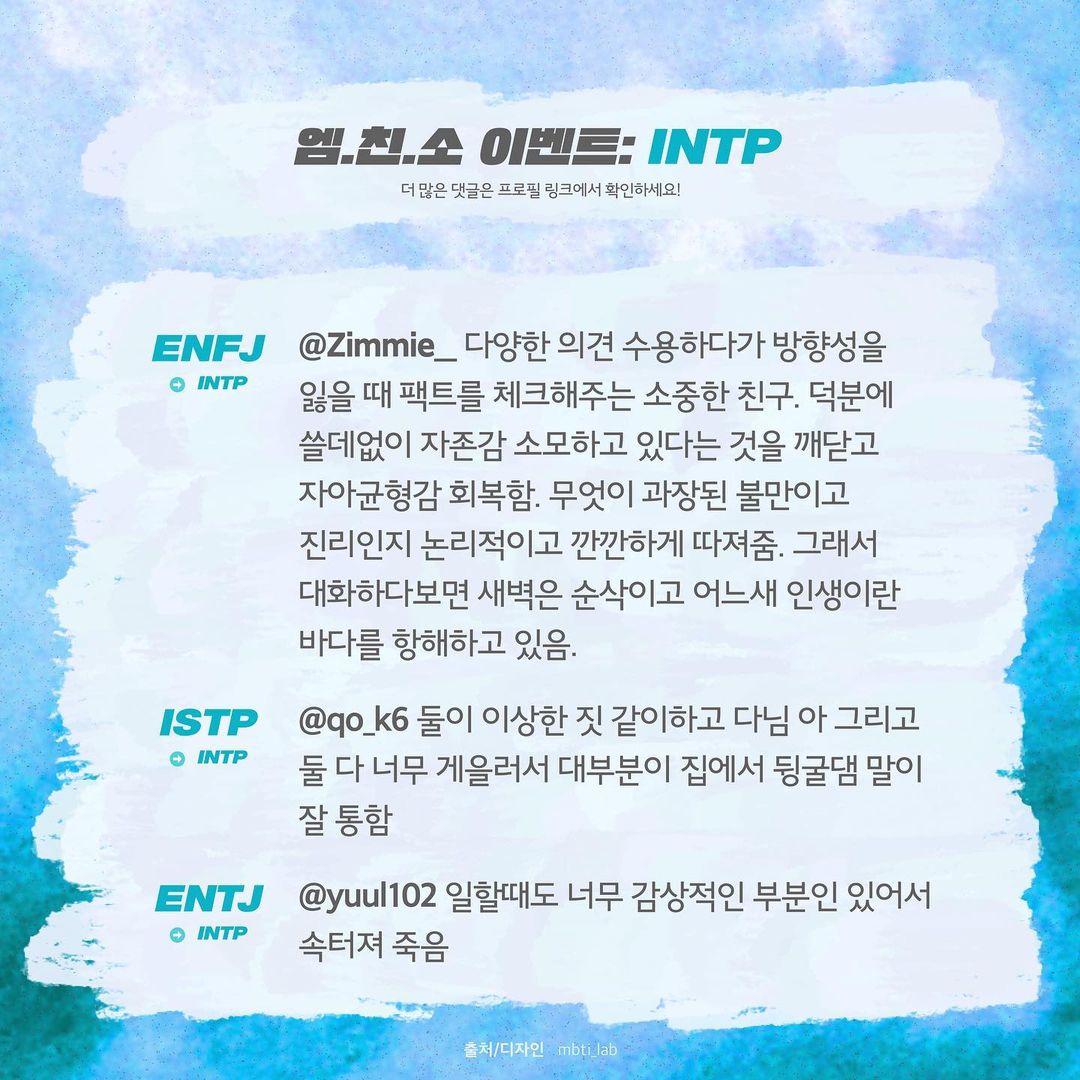 엠.친.소 이벤트: INTP
더 많은 댓글은 프로필 링크에서 확인하세요!
ENFJ
➔ INTP
@Zimmie_ 다양한 의견 수용하다가 방향성을
잃을 때 팩트를 체크해주는 소중한 친구. 덕분에
쓸데없이 자존감 소모하고 있다는 것을 깨닫고
자아균형감 회복함. 무엇이 과장된 불만이고
진리인지 논리적이고 깐깐하게 따져줌. 그래서
대화하다보면 새벽은 순삭이고 어느새 인생이란
바다를 항해하고 있음.
ISTP
➔ INTP
@qo_k6 둘이 이상한 짓 같이하고 다님 아 그리고
둘 다 너무 게을러서 대부분이 집에서 뒹굴댐 말이
잘 통함
ENTJ
➔ INTP
@yuul102 일할때도 너무 감상적인 부분인 있어서
속터져 죽음
출처/디자인 mbti_lab